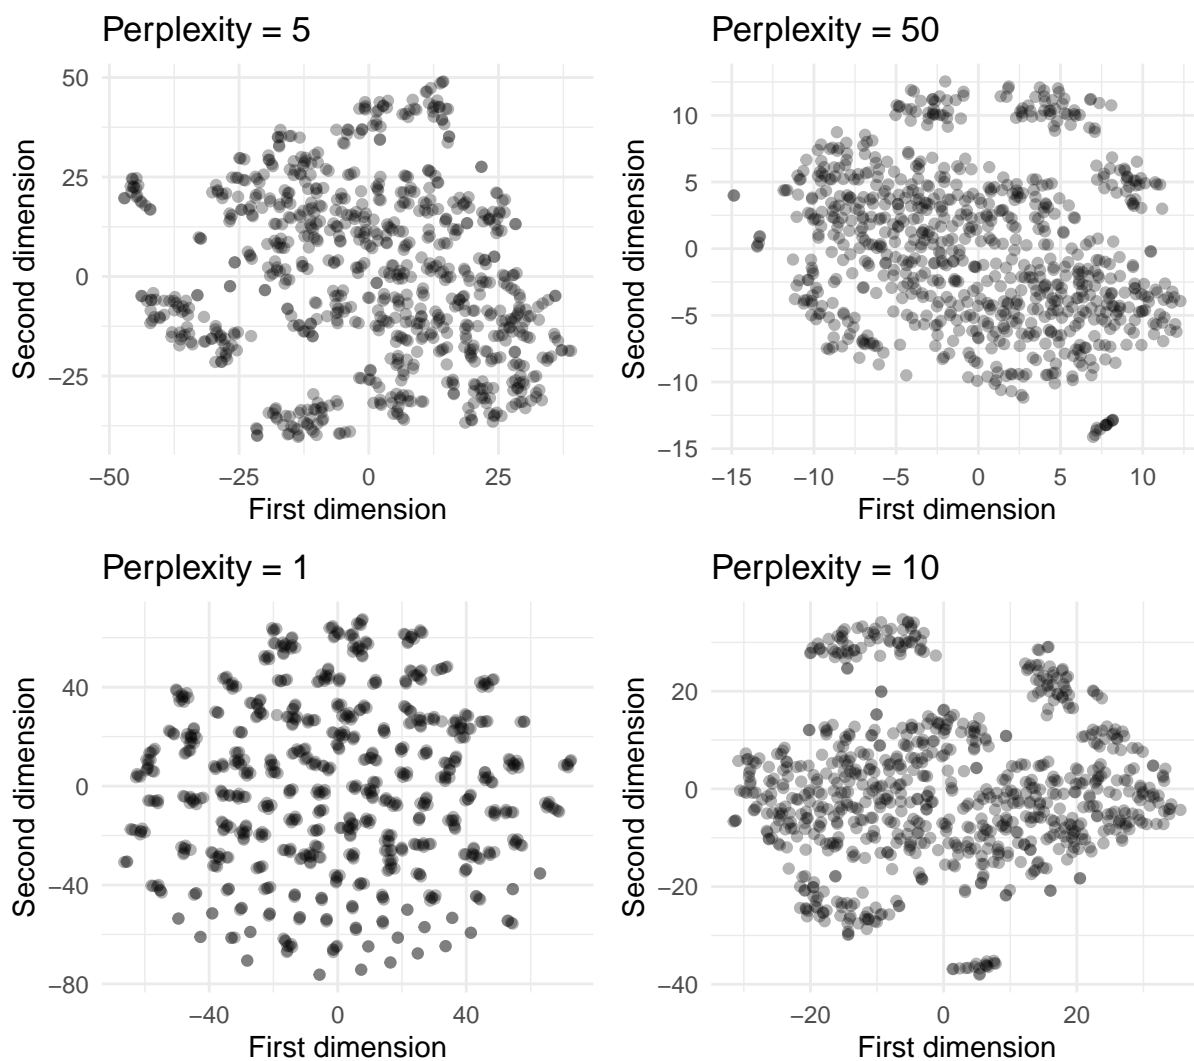 Perplexity = 5
50
25
0
−25
Second dimension
−50
−25
0
25
First dimension
Perplexity = 50
10
5
0
−5
−10
−15
Second dimension
−15
−10
−5
0
5
10
First dimension
Perplexity = 1
40
0
−40
−80
Second dimension
−40
0
40
First dimension
Perplexity = 10
20
0
−20
−40
Second dimension
−20
0
20
First dimension